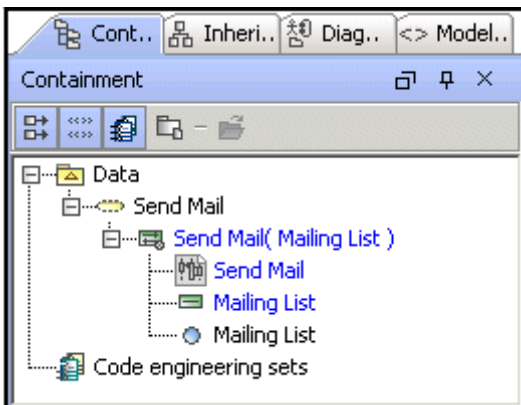 Cont.. Inheri.. Diag.. <> Model..
Containment
Data
Send Mail
Send Mail( Mailing List )
Send Mail
Mailing List
Mailing List
Code engineering sets